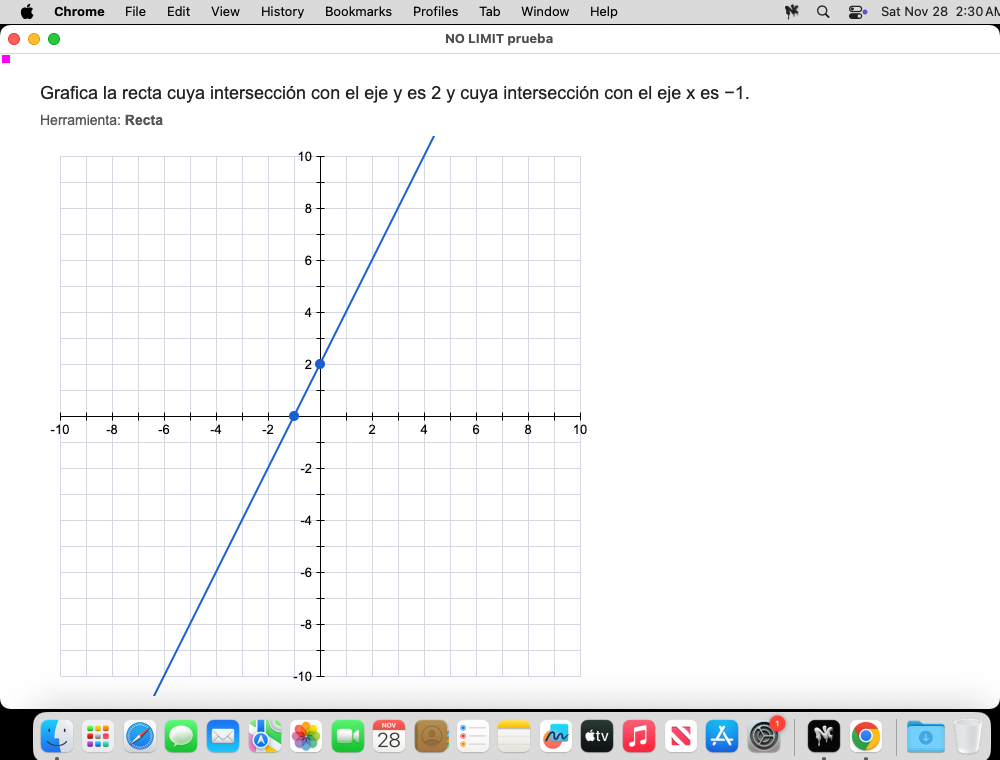 Chrome File Edit View History Bookmarks Profiles Tab Window Help Sat Nov 28 2:30AM
NO LIMIT prueba
Grafica la recta cuya intersección con el eje y es 2 y cuya intersección con el eje x es −1.
Herramienta: Recta
10
8
6
4
2
-10 -8 -6 -4 -2 2 4 6 8 10
-2
-4
-6
-8
-10
NOV
28
tv
1